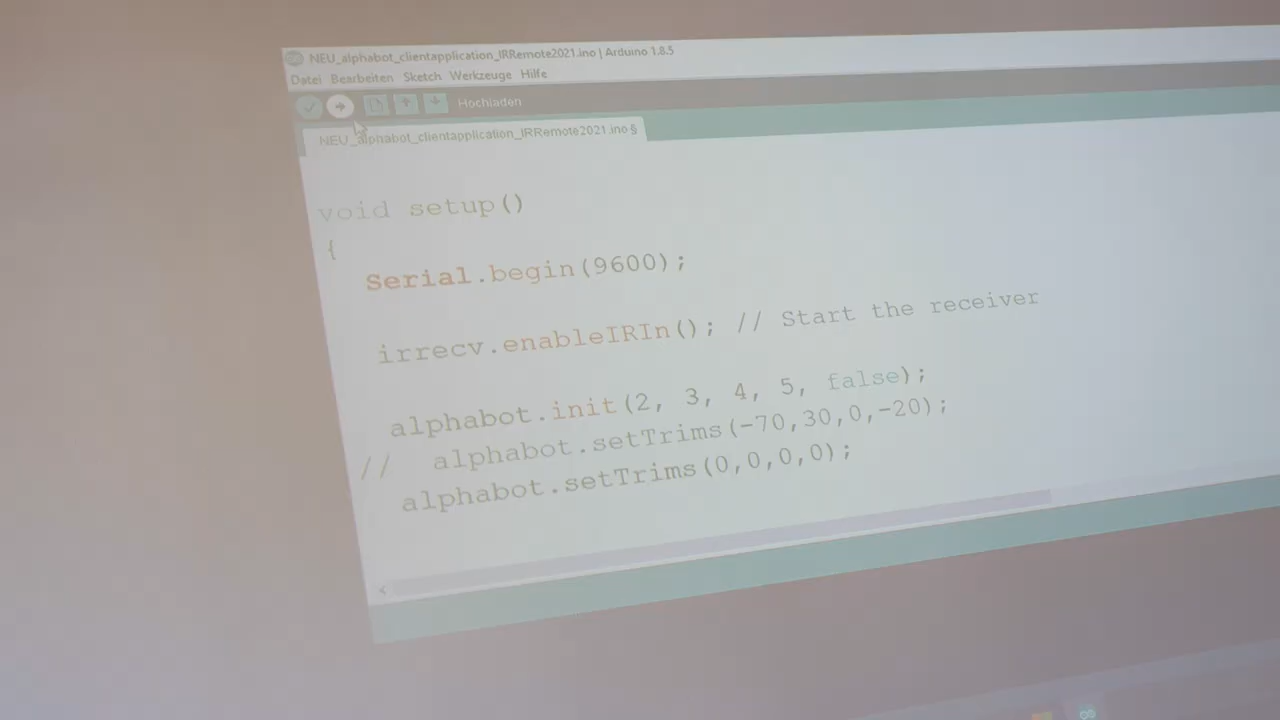 NEU_alphabot_clientapplication_IRRemote2021.ino | Arduino 1.8.5
Datei Bearbeiten Sketch Werkzeuge Hilfe
Hochladen
NEU_alphabot_clientapplication_IRRemote2021.ino §
void setup()
{
Serial.begin(9600);
irrecv.enableIRIn(); // Start the receiver
alphabot.init(2, 3, 4, 5, false);
// alphabot.setTrims(-70,30,0,-20);
alphabot.setTrims(0,0,0,0);